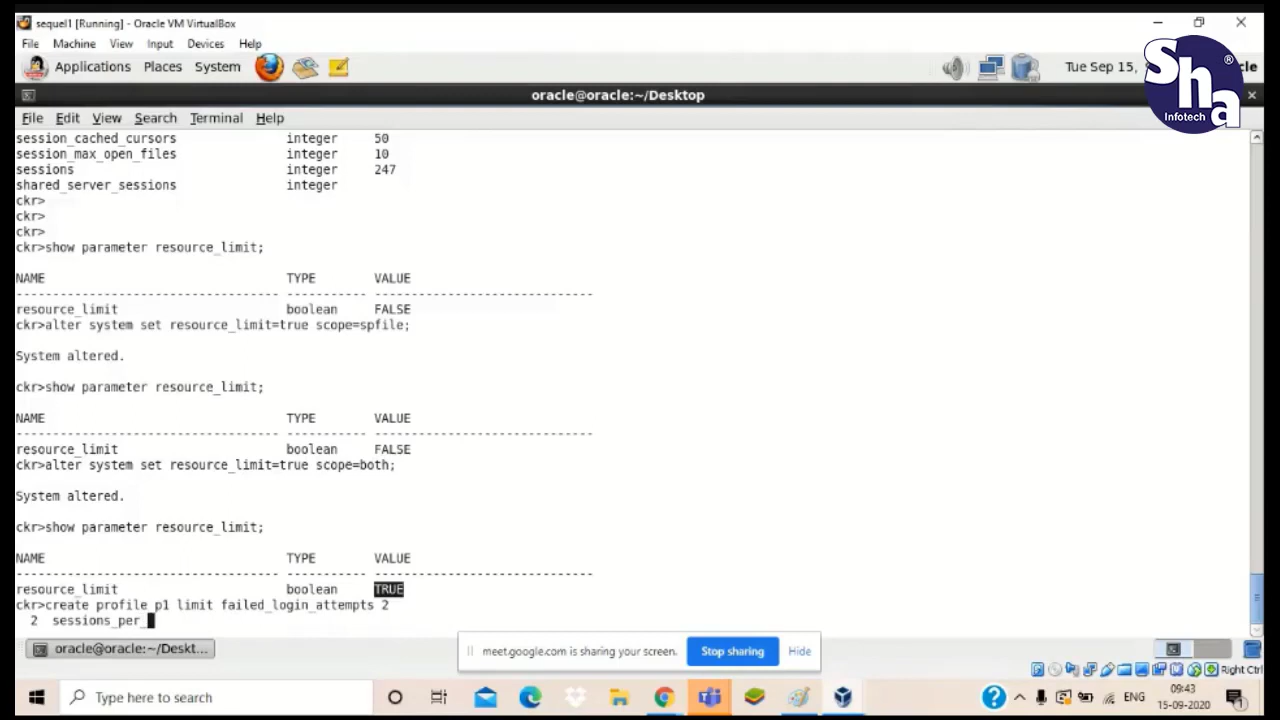 sequel1 [Running] - Oracle VM VirtualBox
File Machine View Input Devices Help
Applications Places System
Tue Sep 15,
cle
Sha
®
Infotech
oracle@oracle:~/Desktop
File Edit View Search Terminal Help
session_cached_cursors integer 50
session_max_open_files integer 10
sessions integer 247
shared_server_sessions integer
ckr>
ckr>
ckr>
ckr>show parameter resource_limit;
NAME TYPE VALUE
------------------------------------ ----------- ------------------------------
resource_limit boolean FALSE
ckr>alter system set resource_limit=true scope=spfile;
System altered.
ckr>show parameter resource_limit;
NAME TYPE VALUE
------------------------------------ ----------- ------------------------------
resource_limit boolean FALSE
ckr>alter system set resource_limit=true scope=both;
System altered.
ckr>show parameter resource_limit;
NAME TYPE VALUE
------------------------------------ ----------- ------------------------------
resource_limit boolean TRUE
ckr>create profile p1 limit failed_login_attempts 2
2 sessions_per_
oracle@oracle:~/Deskt...
meet.google.com is sharing your screen. Stop sharing Hide
Right Ctrl
Type here to search
ENG
09:43
15-09-2020